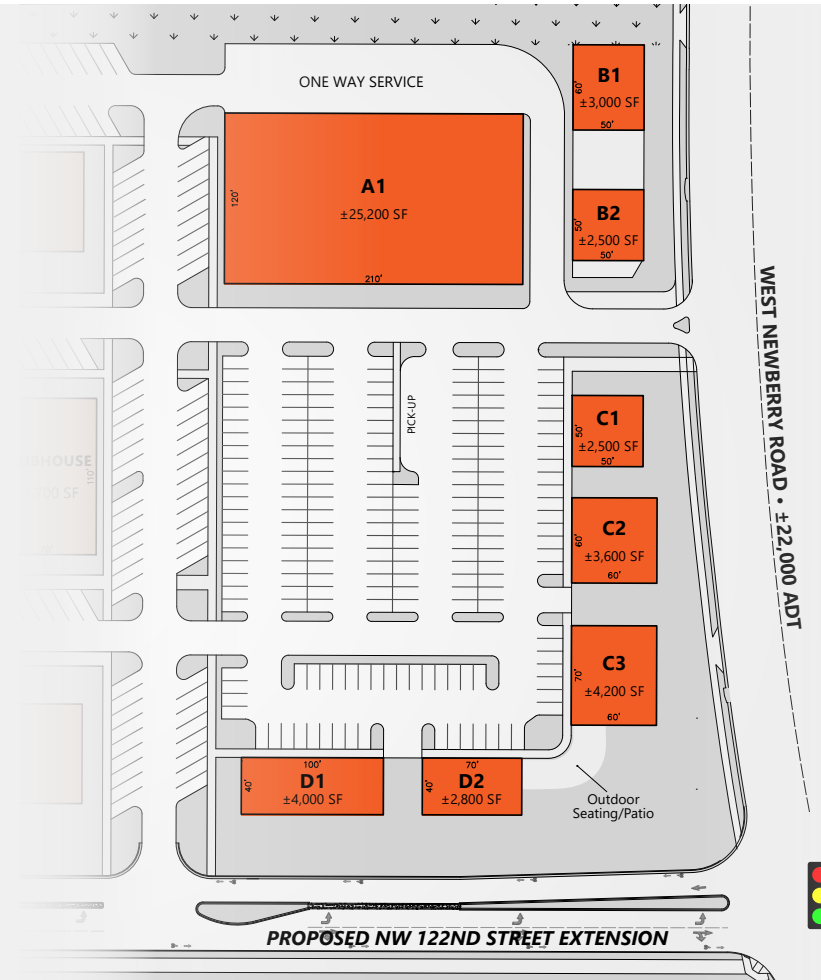 ONE WAY SERVICE
B1
60'
±3,000 SF
50'
A1
120'
±25,200 SF
210'
B2
50'
±2,500 SF
50'
WEST NEWBERRY ROAD • ±22,000 ADT
PICK-UP
C1
50'
±2,500 SF
50'
C2
60'
±3,600 SF
60'
C3
70'
±4,200 SF
60'
100'
D1
40'
±4,000 SF
70'
D2
40'
±2,800 SF
Outdoor
Seating/Patio
110'
PROPOSED NW 122ND STREET EXTENSION